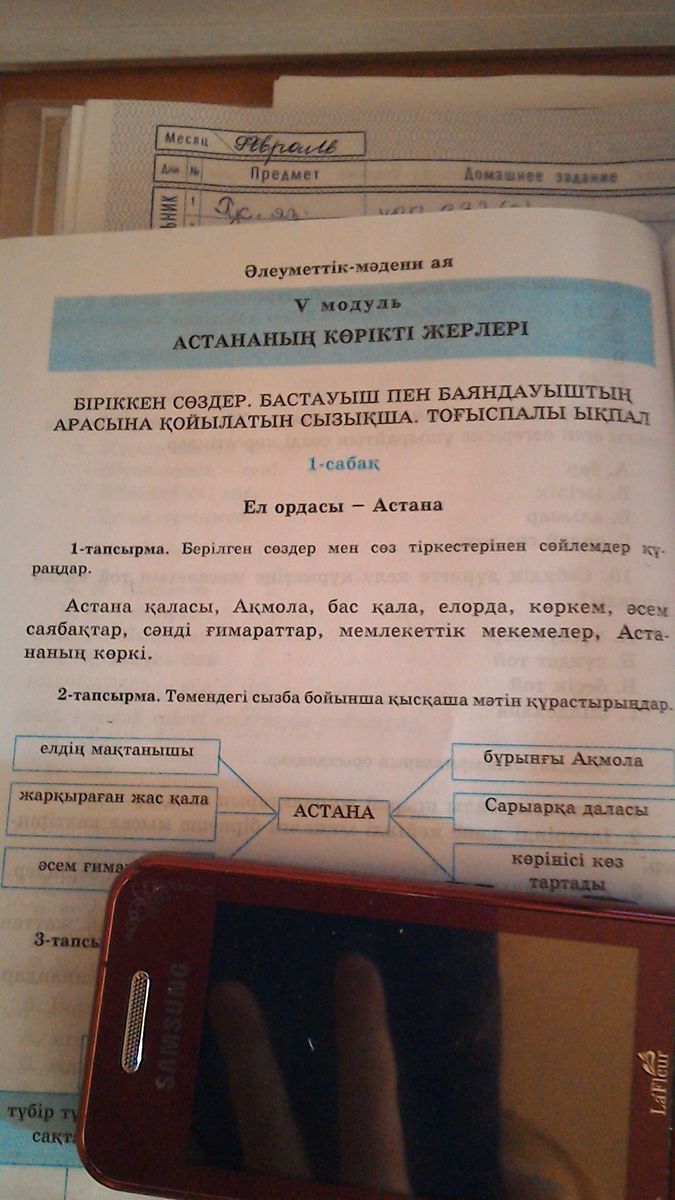 Месяц Февраль
Дни № Предмет Домашнее задание
1
Әлеуметтік-мәдени ая
V модуль
АСТАНАНЫҢ КӨРІКТІ ЖЕРЛЕРІ
БІРІККЕН СӨЗДЕР. БАСТАУЫШ ПЕН БАЯНДАУЫШТЫҢ
АРАСЫНА ҚОЙЫЛАТЫН СЫЗЫҚША. ТОҒЫСПАЛЫ ЫҚПАЛ
1-сабақ
Ел ордасы – Астана
1-тапсырма. Берілген сөздер мен сөз тіркестерінен сөйлемдер құ-
раңдар.
Астана қаласы, Ақмола, бас қала, елорда, көркем, әсем
саябақтар, сәнді ғимараттар, мемлекеттік мекемелер, Аста-
наның көркі.
2-тапсырма. Төмендегі сызба бойынша қысқаша мәтін құрастырыңдар.
елдің мақтанышы
бұрынғы Ақмола
жарқыраған жас қала
АСТАНА
Сарыарқа даласы
әсем
көрінісі көз
тартады
түбір
SAMSUNG
LaFleur